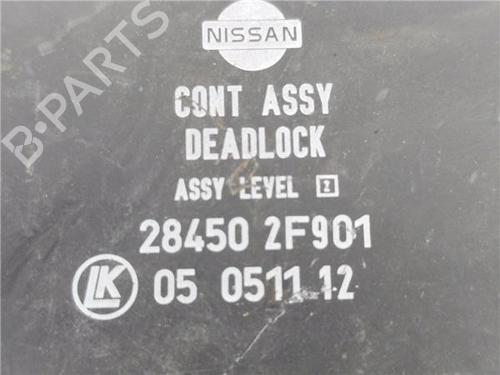 B-PARTS
NISSAN
CONT ASSY
DEADLOCK
ASSY LEVEL 2
28450 2F901
LK 05 0511 12